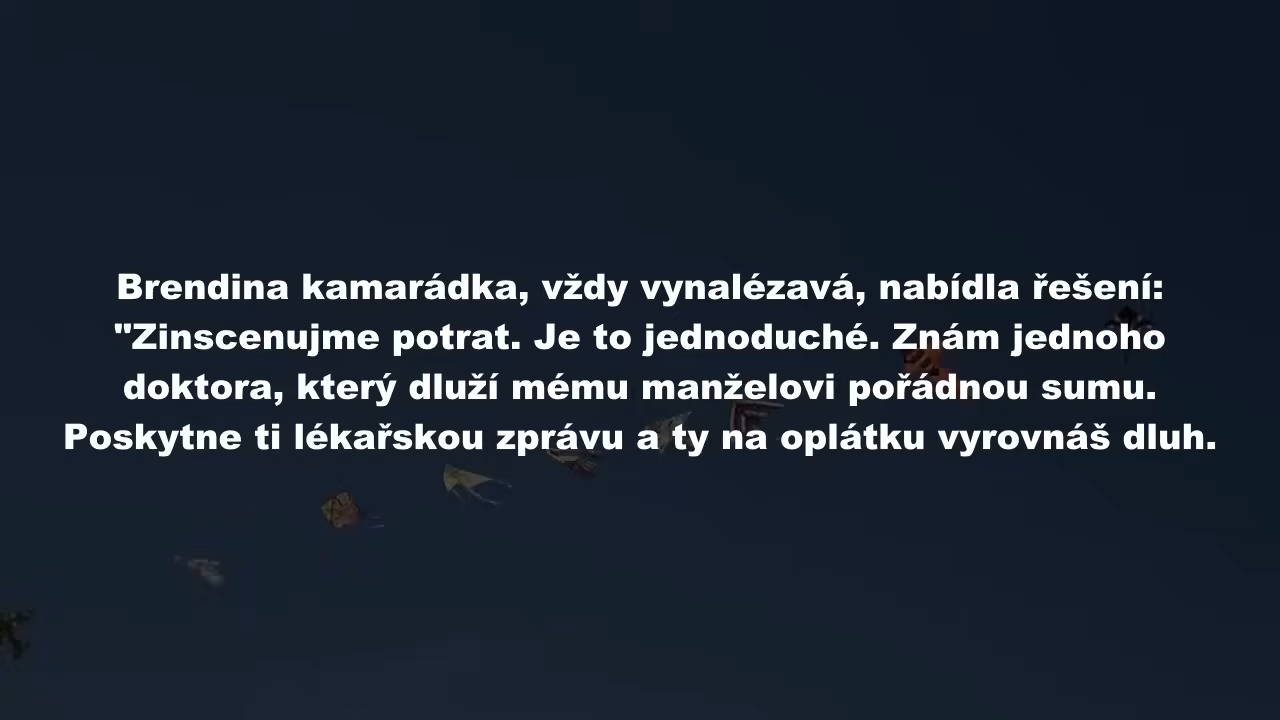 Brendina kamarádka, vždy vynalézavá, nabídla řešení:
"Zinscenujme potrat. Je to jednoduché. Znám jednoho
doktora, který dluží mému manželovi pořádnou sumu.
Poskytne ti lékařskou zprávu a ty na oplátku vyrovnáš dluh.